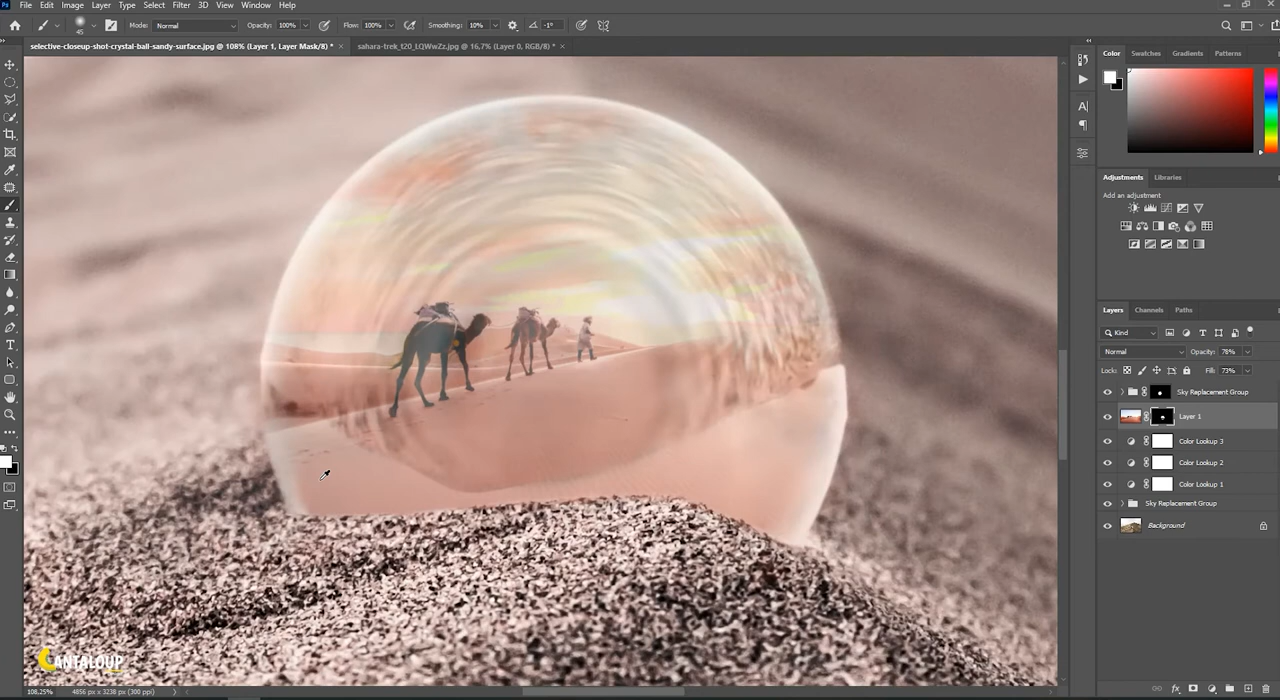 Ps File Edit Image Layer Type Select Filter 3D View Window Help
45 Mode: Normal Opacity: 100% Flow: 100% Smoothing: 10% -1°
selective-closeup-shot-crystal-ball-sandy-surface.jpg @ 108% (Layer 1, Layer Mask/8) * × sahara-trek_t20_LQWwZz.jpg @ 16,7% (Layer 0, RGB/8*) * ×
Color Swatches Gradients Patterns
Adjustments Libraries
Add an adjustment
Layers Channels Paths
Kind
Normal Opacity: 78%
Lock: Fill: 73%
Sky Replacement Group
Layer 1
Color Lookup 3
Color Lookup 2
Color Lookup 1
Sky Replacement Group
Background
CANTALOUP
108.25% 4856 px x 3238 px (300 ppi)